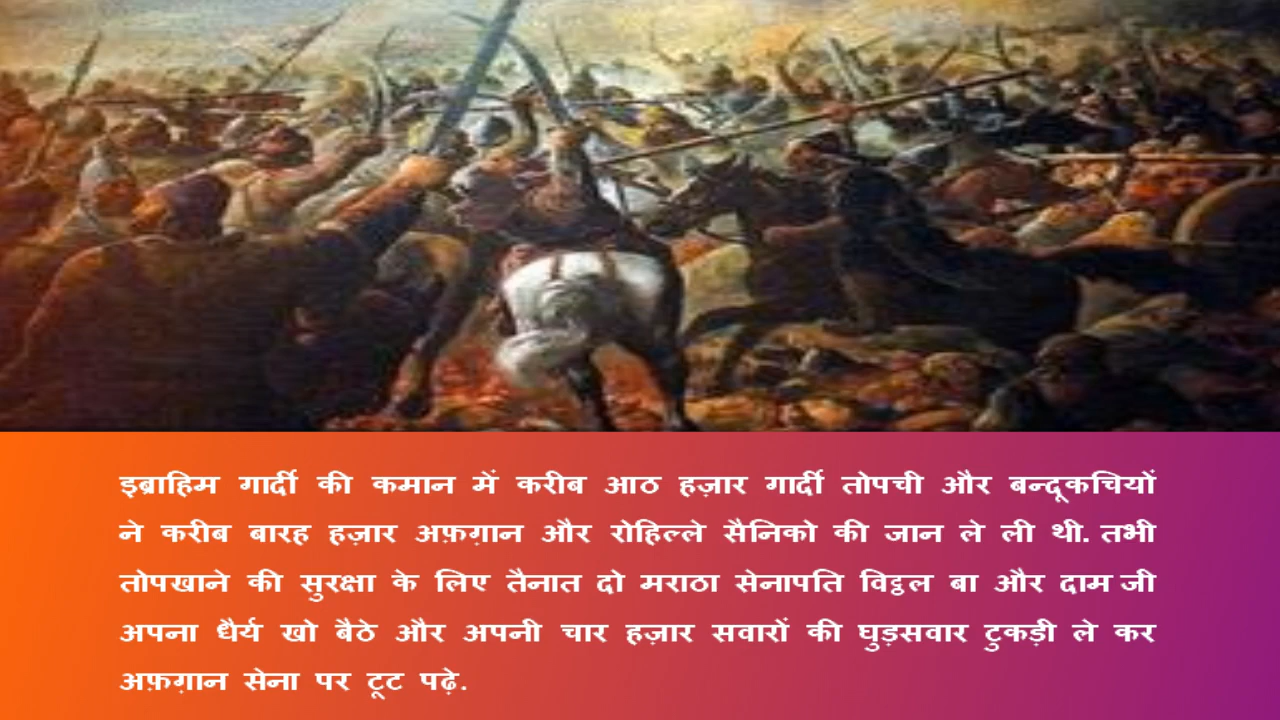 इब्राहिम गार्दी की कमान में करीब आठ हज़ार गार्दी तोपची और बन्दूकचियों
ने करीब बारह हज़ार अफ़ग़ान और रोहिल्ले सैनिको की जान ले ली थी. तभी
तोपखाने की सुरक्षा के लिए तैनात दो मराठा सेनापति विट्ठल बा और दाम जी
अपना धैर्य खो बैठे और अपनी चार हज़ार सवारों की घुड़सवार टुकड़ी ले कर
अफ़ग़ान सेना पर टूट पढ़े.